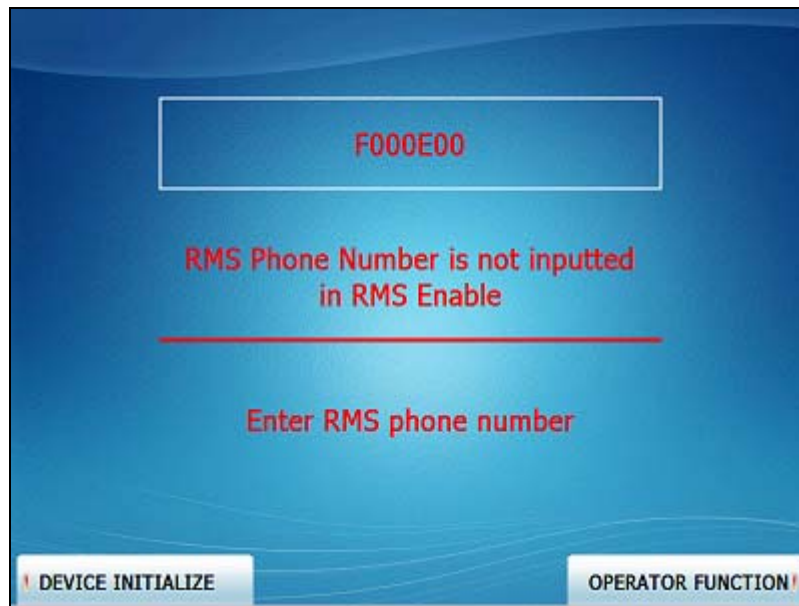 F000E00
RMS Phone Number is not inputted
in RMS Enable
Enter RMS phone number
! DEVICE INITIALIZE
OPERATOR FUNCTION !